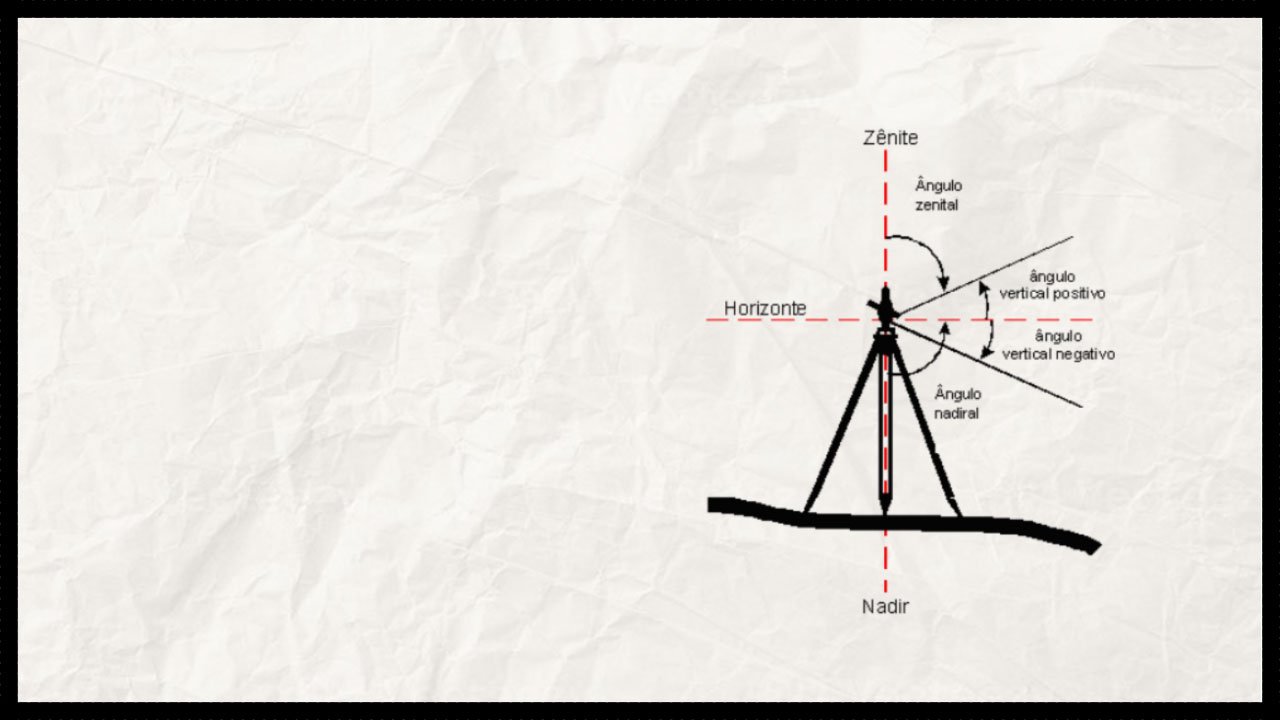 Zênite
Ângulo
zenital
ângulo
vertical positivo
Horizonte
ângulo
vertical negativo
Ângulo
nadiral
Nadir